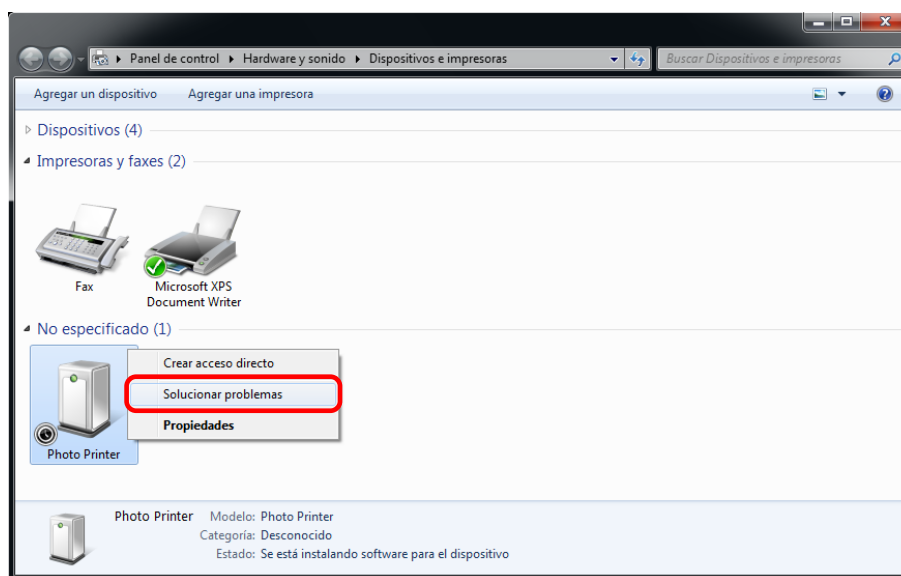 Panel de control ▸ Hardware y sonido ▸ Dispositivos e impresoras
Buscar Dispositivos e impresoras
Agregar un dispositivo Agregar una impresora
Dispositivos (4)
Impresoras y faxes (2)
Fax
Microsoft XPS
Document Writer
No especificado (1)
Crear acceso directo
Solucionar problemas
Propiedades
Photo Printer
Photo Printer Modelo: Photo Printer
Categoría: Desconocido
Estado: Se está instalando software para el dispositivo